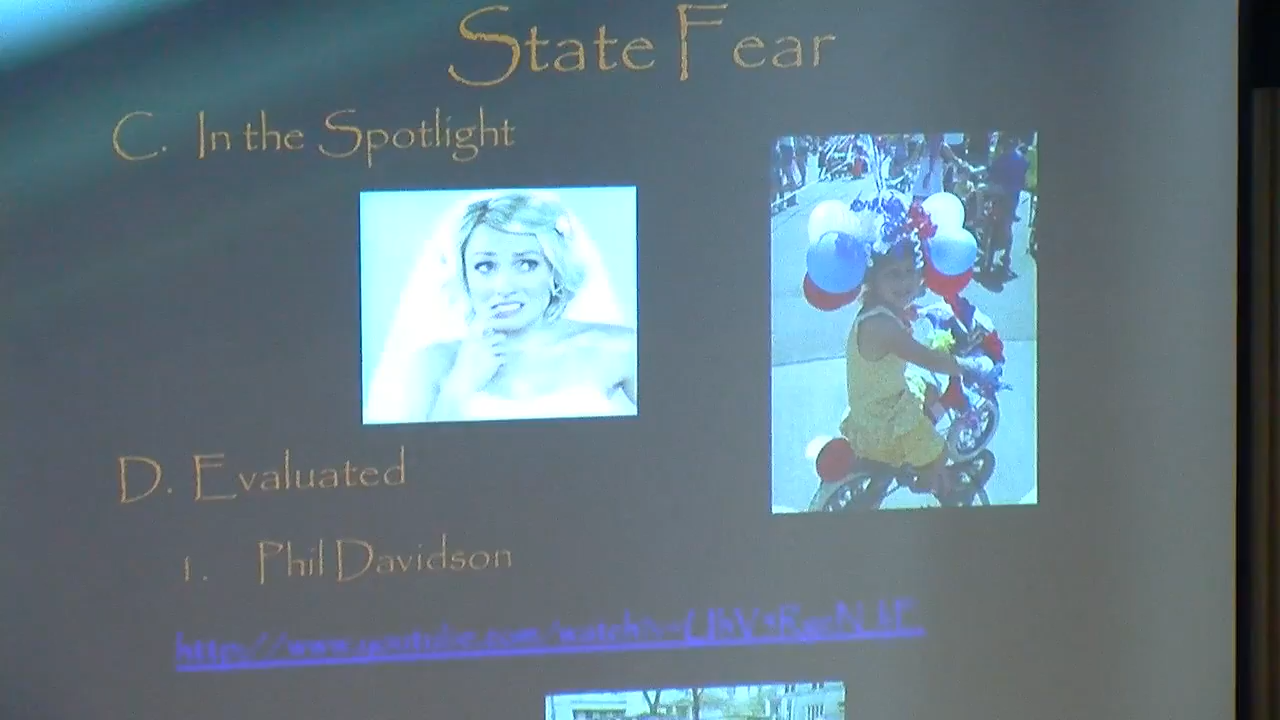 State Fear
C. In the Spotlight
D. Evaluated
1. Phil Davidson